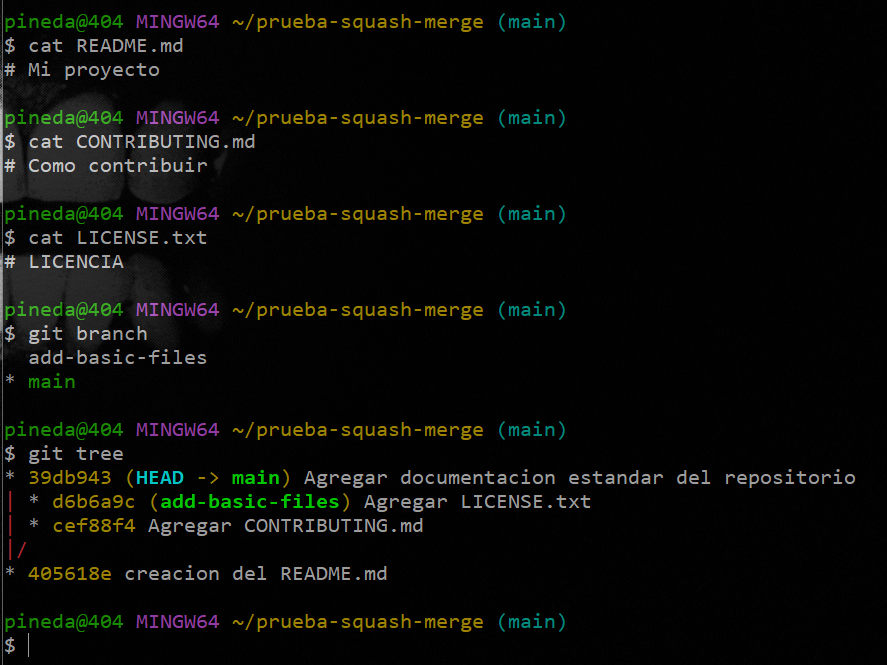 pineda@404 MINGW64 ~/prueba-squash-merge (main)
$ cat README.md
# Mi proyecto
pineda@404 MINGW64 ~/prueba-squash-merge (main)
$ cat CONTRIBUTING.md
# Como contribuir
pineda@404 MINGW64 ~/prueba-squash-merge (main)
$ cat LICENSE.txt
# LICENCIA
pineda@404 MINGW64 ~/prueba-squash-merge (main)
$ git branch
  add-basic-files
* main
pineda@404 MINGW64 ~/prueba-squash-merge (main)
$ git tree
* 39db943 (HEAD -> main) Agregar documentacion estandar del repositorio
| * d6b6a9c (add-basic-files) Agregar LICENSE.txt
| * cef88f4 Agregar CONTRIBUTING.md
|/
* 405618e creacion del README.md
pineda@404 MINGW64 ~/prueba-squash-merge (main)
$